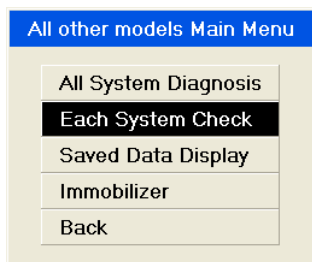 All other models Main Menu
All System Diagnosis
Each System Check
Saved Data Display
Immobilizer
Back